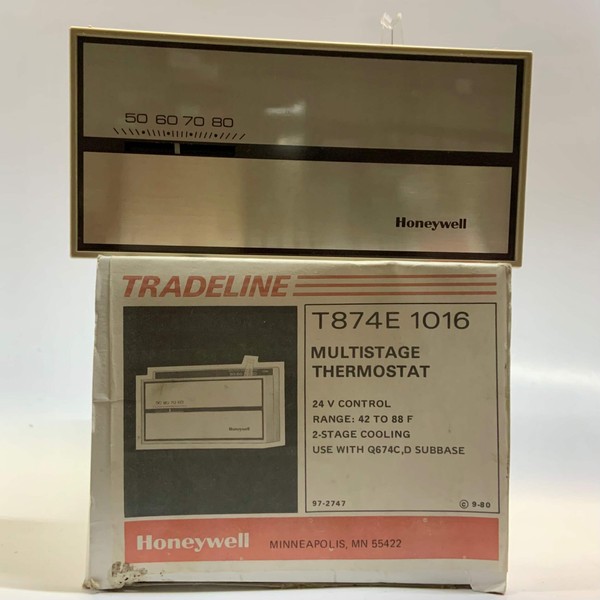 50 60 70 80
Honeywell
TRADELINE
T874E 1016
MULTISTAGE
THERMOSTAT
24 V CONTROL
RANGE: 42 TO 88 F
2-STAGE COOLING
USE WITH Q674C,D SUBBASE
Honeywell
97-2747 © 9-80
Honeywell MINNEAPOLIS, MN 55422